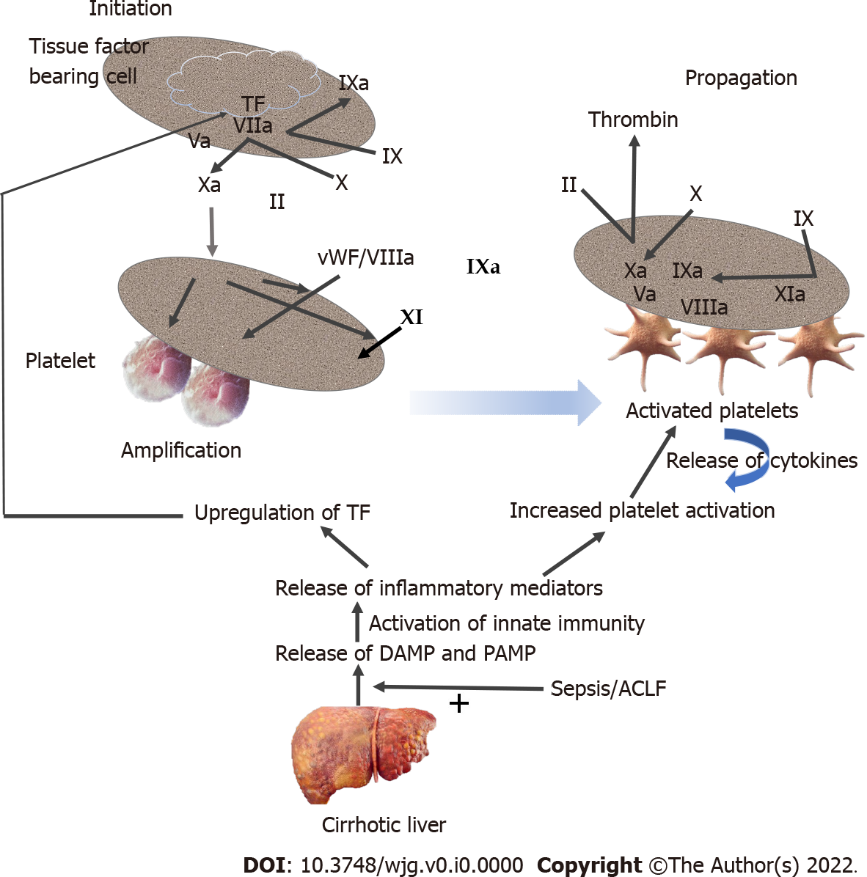 Initiation
Tissue factor
bearing cell
IXa
TF
VIIa
Va
IX
Xa
X
II
Propagation
Thrombin
II
X
IX
Xa
IXa
Va
VIIIa
XIa
vWF/VIIIa
IXa
XI
Platelet
Amplification
Activated platelets
Release of cytokines
Upregulation of TF
Increased platelet activation
Release of inflammatory mediators
Activation of innate immunity
Release of DAMP and PAMP
Sepsis/ACLF
+
Cirrhotic liver
DOI: 10.3748/wjg.v0.i0.0000 Copyright ©The Author(s) 2022.